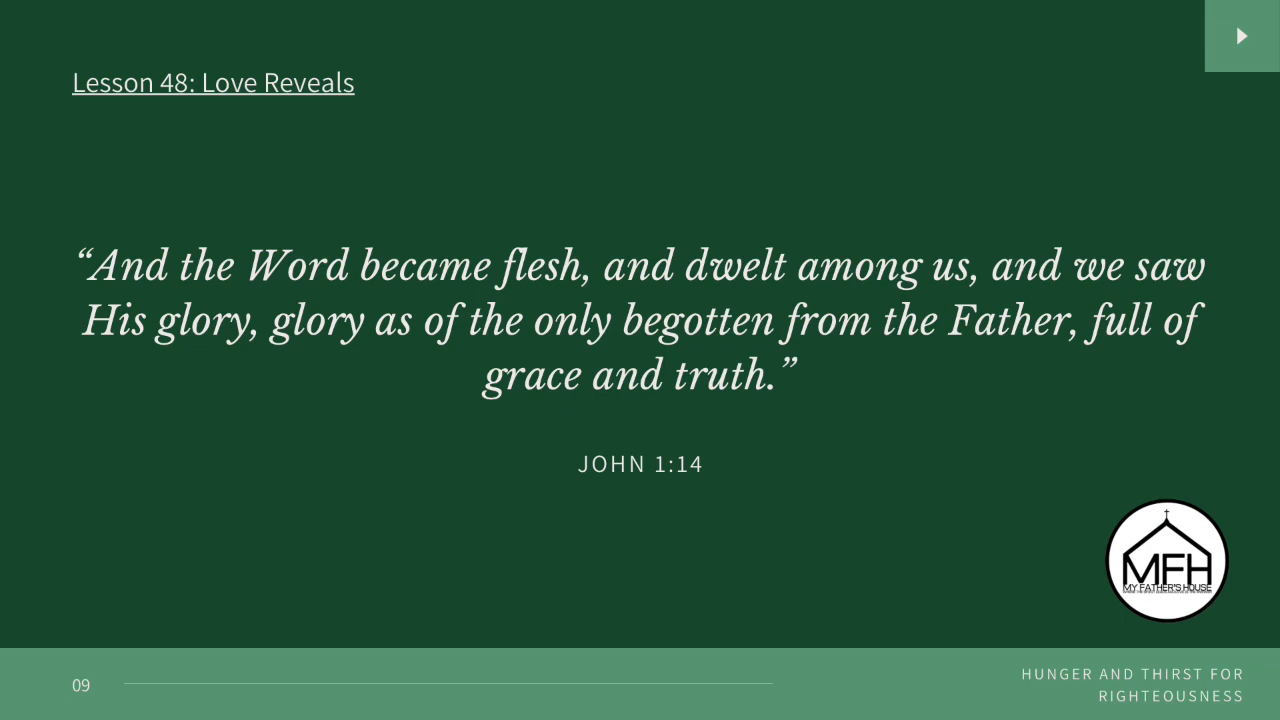 Lesson 48: Love Reveals
“And the Word became flesh, and dwelt among us, and we saw
His glory, glory as of the only begotten from the Father, full of
grace and truth.”
JOHN 1:14
MFH
MY FATHER'S HOUSE
09
HUNGER AND THIRST FOR
RIGHTEOUSNESS